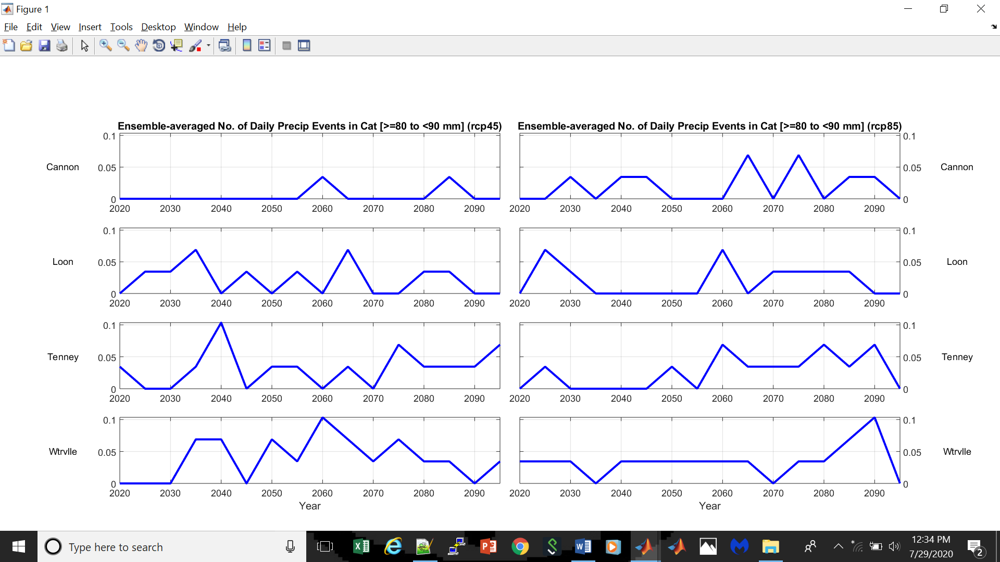 Figure 1
File Edit View Insert Tools Desktop Window Help
Ensemble-averaged No. of Daily Precip Events in Cat [>=80 to <90 mm] (rcp45)
Ensemble-averaged No. of Daily Precip Events in Cat [>=80 to <90 mm] (rcp85)
0.1 0.1
Cannon 0.05 0.05 Cannon
0 0
2020 2030 2040 2050 2060 2070 2080 2090 2020 2030 2040 2050 2060 2070 2080 2090
0.1 0.1
Loon 0.05 0.05 Loon
0 0
2020 2030 2040 2050 2060 2070 2080 2090 2020 2030 2040 2050 2060 2070 2080 2090
0.1 0.1
Tenney 0.05 0.05 Tenney
0 0
2020 2030 2040 2050 2060 2070 2080 2090 2020 2030 2040 2050 2060 2070 2080 2090
0.1 0.1
Wtrvlle 0.05 0.05 Wtrvlle
0 0
2020 2030 2040 2050 2060 2070 2080 2090 2020 2030 2040 2050 2060 2070 2080 2090
Year Year
Type here to search
12:34 PM
7/29/2020
2